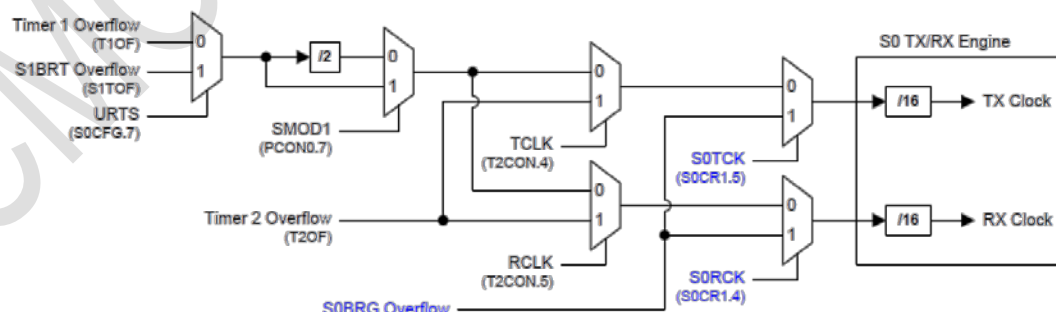 Timer 1 Overflow
(T1OF)
S1BRT Overflow
(S1TOF)
URTS
(S0CFG.7)
0
1
/2
0
1
SMOD1
(PCON0.7)
0
1
TCLK
(T2CON.4)
0
1
S0TCK
(S0CR1.5)
S0 TX/RX Engine
/16
TX Clock
Timer 2 Overflow
(T2OF)
0
1
RCLK
(T2CON.5)
0
1
S0RCK
(S0CR1.4)
/16
RX Clock
S0BRG Overflow